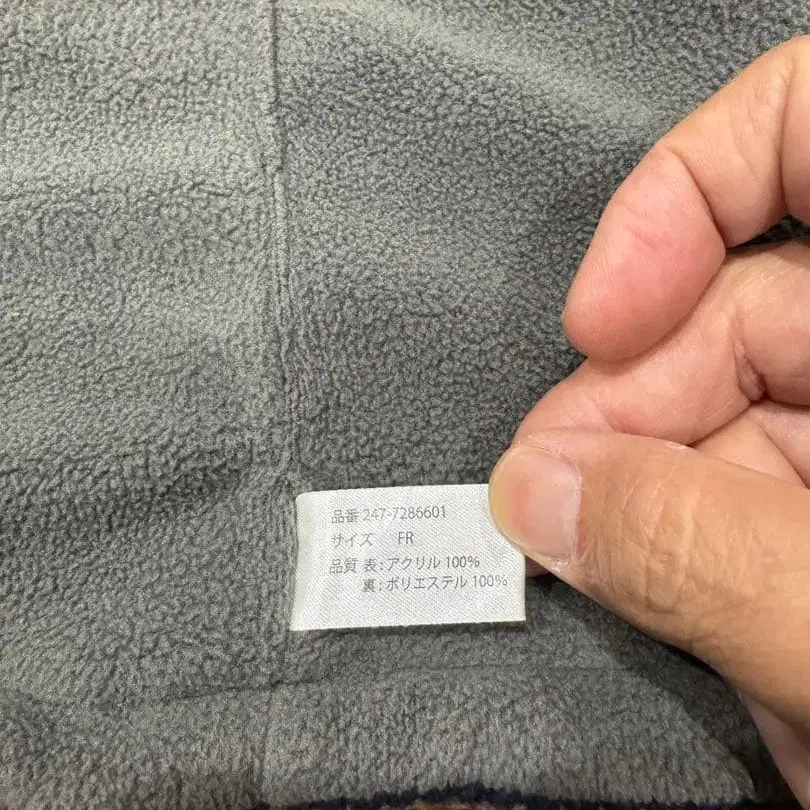 品番 247-7286601
サイズ FR
品質 表:アクリル 100%
裏:ポリエステル 100%